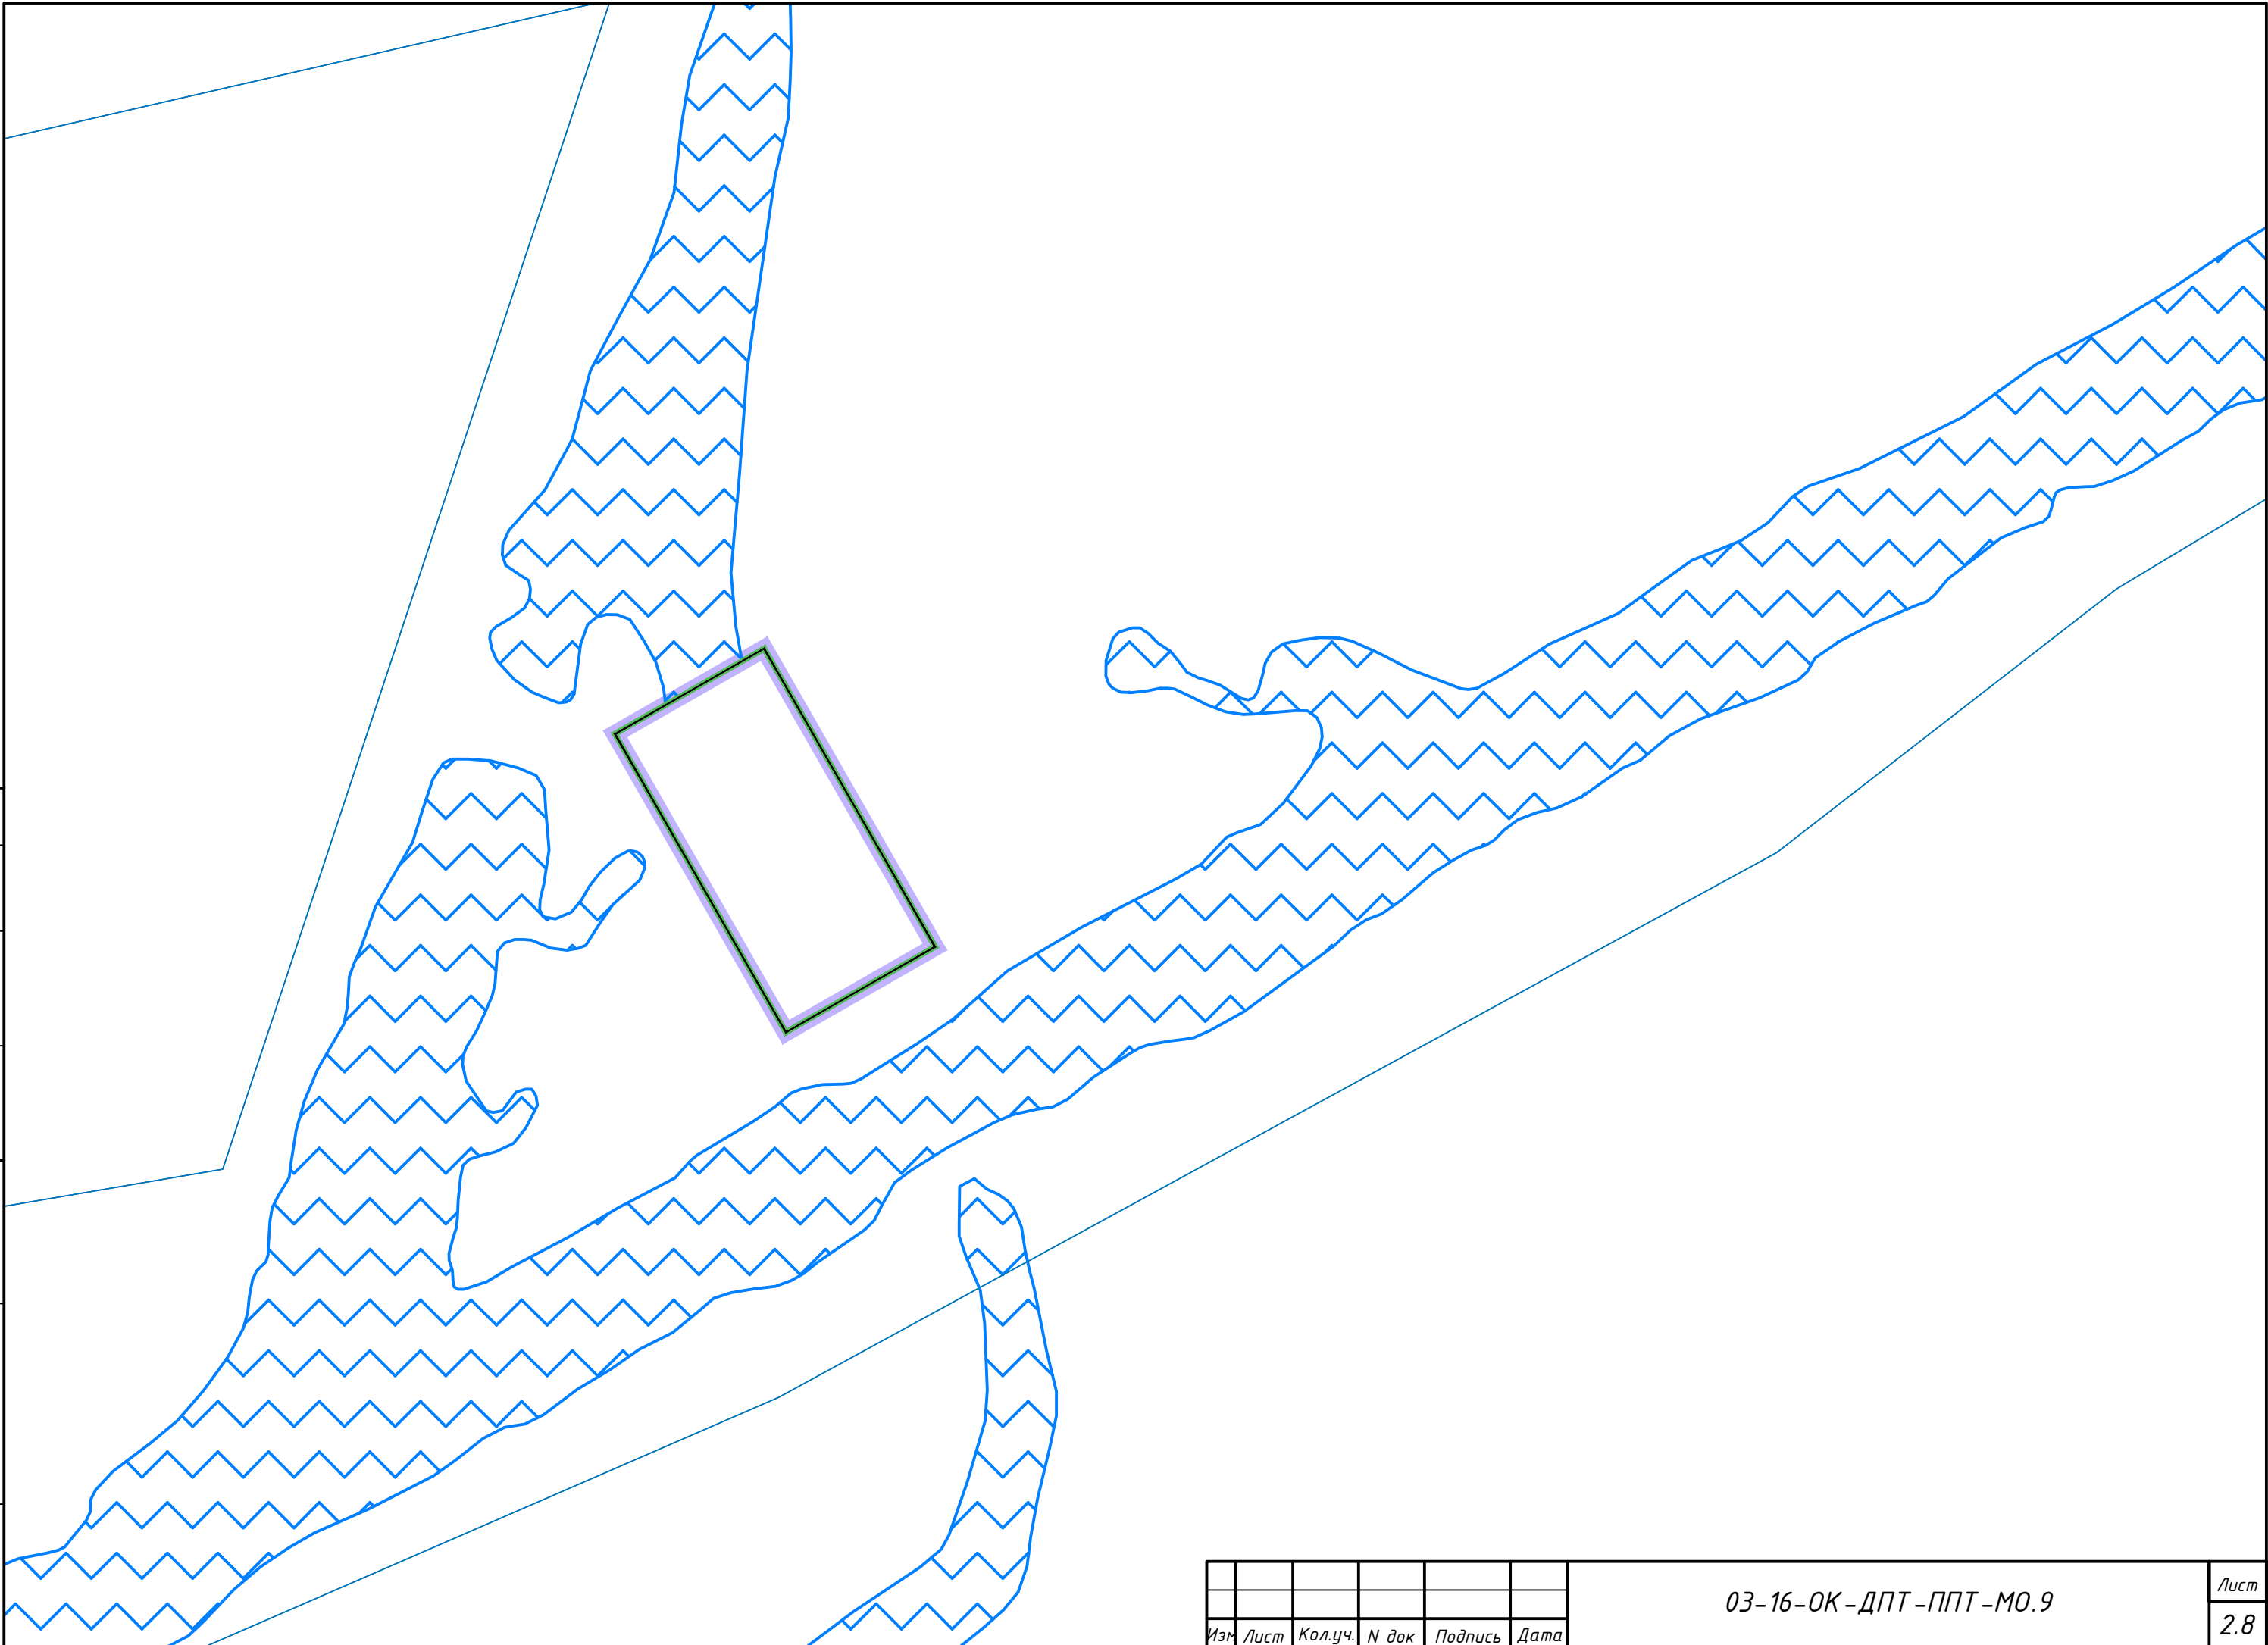 03-16-ОК-ДПТ-ППТ-МО.9
Лист
2.8
Изм Лист Кол.уч. N док Подпись Дата